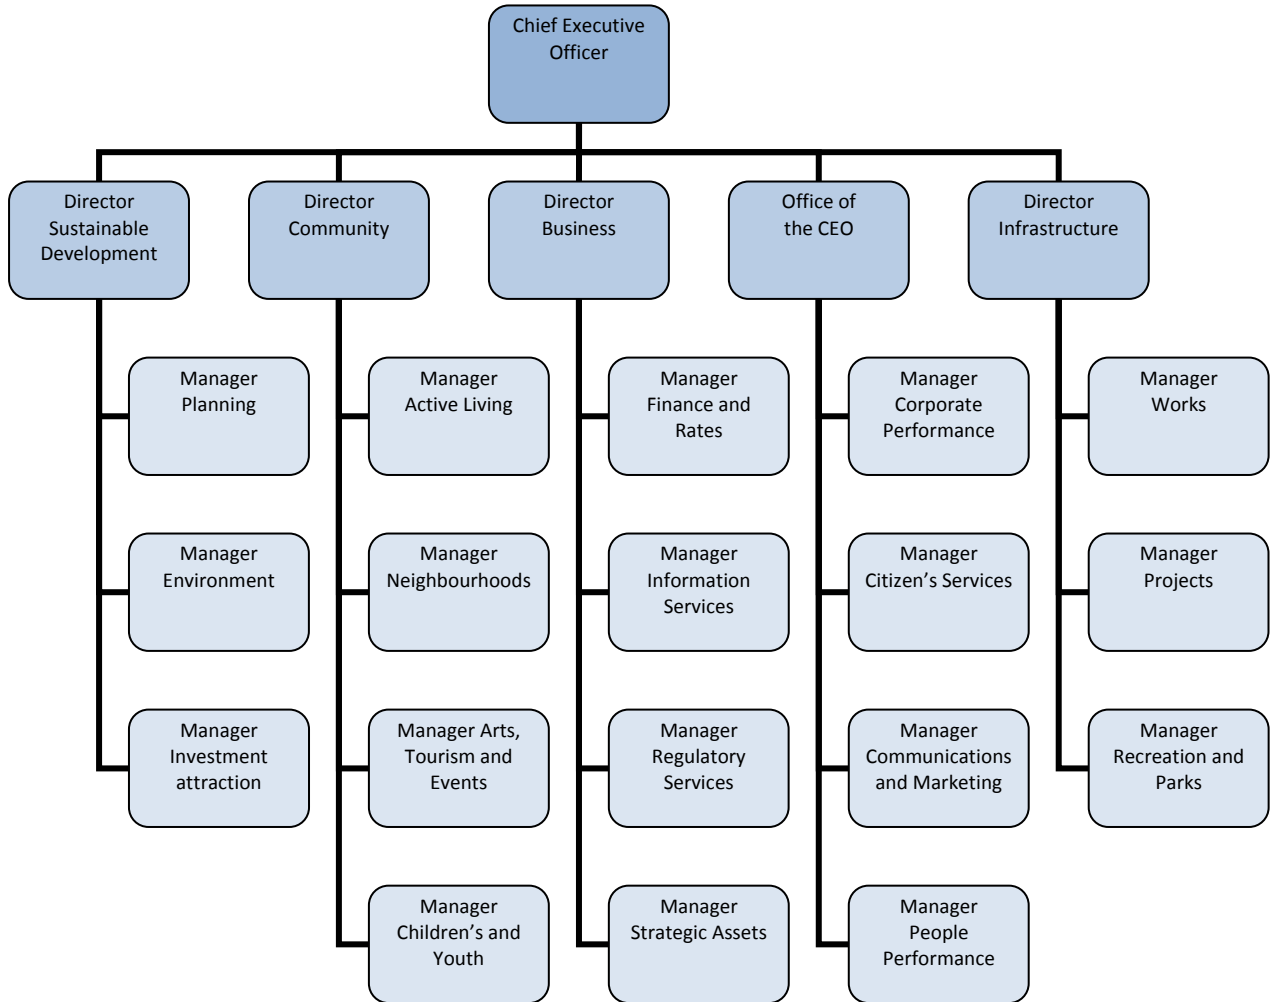 Chief Executive
Officer
Director
Sustainable
Development
Director
Community
Director
Business
Office of
the CEO
Director
Infrastructure
Manager
Planning
Manager
Active Living
Manager
Finance and
Rates
Manager
Corporate
Performance
Manager
Works
Manager
Environment
Manager
Neighbourhoods
Manager
Information
Services
Manager
Citizen’s Services
Manager
Projects
Manager
Investment
attraction
Manager Arts,
Tourism and
Events
Manager
Regulatory
Services
Manager
Communications
and Marketing
Manager
Recreation and
Parks
Manager
Children’s and
Youth
Manager
Strategic Assets
Manager
People
Performance